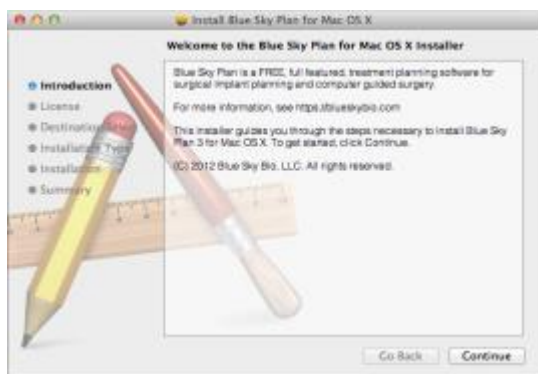 Install Blue Sky Plan for Mac OS X
Welcome to the Blue Sky Plan for Mac OS X Installer
Introduction
License
Destination
Installation Type
Installation
Summary
Blue Sky Plan is a FREE, full featured, treatment planning software for
surgical implant planning and computer guided surgery.
For more information, see https://blueskybio.com
This installer guides you through the steps necessary to install Blue Sky
Plan 3 for Mac OS X. To get started, click Continue.
(C) 2012 Blue Sky Bio, LLC. All rights reserved.
Go Back
Continue